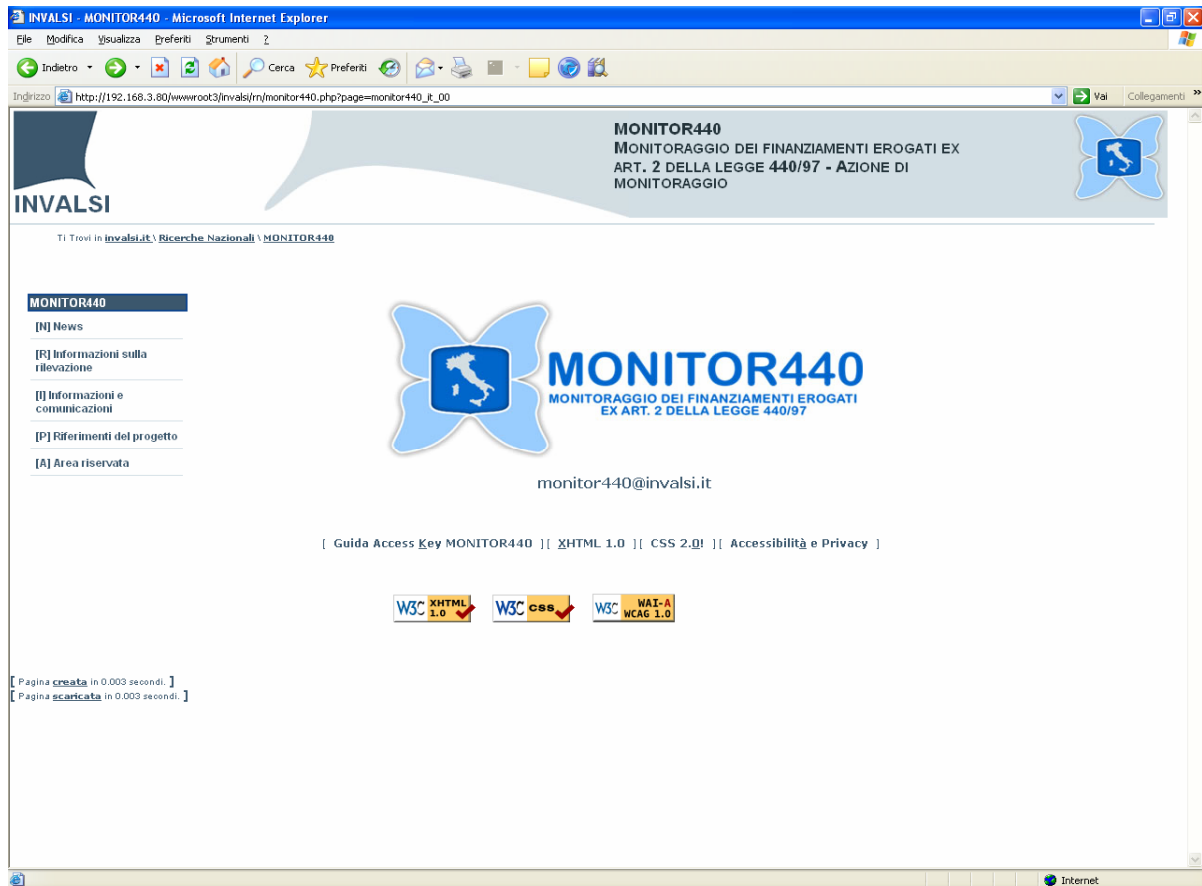 INVALSI - MONITOR440 - Microsoft Internet Explorer
File Modifica Visualizza Preferiti Strumenti ?
Indietro Cerca Preferiti
Indirizzo http://192.168.3.80/wwwroot3/invalsi/rn/monitor440.php?page=monitor440_it_00 Vai Collegamenti »
INVALSI
MONITOR440
MONITORAGGIO DEI FINANZIAMENTI EROGATI EX
ART. 2 DELLA LEGGE 440/97 - AZIONE DI
MONITORAGGIO
Ti Trovi in invalsi.it \ Ricerche Nazionali \ MONITOR440
MONITOR440
[N] News
[R] Informazioni sulla
rilevazione
[I] Informazioni e
comunicazioni
[P] Riferimenti del progetto
[A] Area riservata
MONITOR440
MONITORAGGIO DEI FINANZIAMENTI EROGATI
EX ART. 2 DELLA LEGGE 440/97
monitor440@invalsi.it
[ Guida Access Key MONITOR440 ][ XHTML 1.0 ][ CSS 2.0! ][ Accessibilità e Privacy ]
W3C XHTML 1.0
W3C css
W3C WAI-A WCAG 1.0
[ Pagina creata in 0.003 secondi. ]
[ Pagina scaricata in 0.003 secondi. ]
Internet